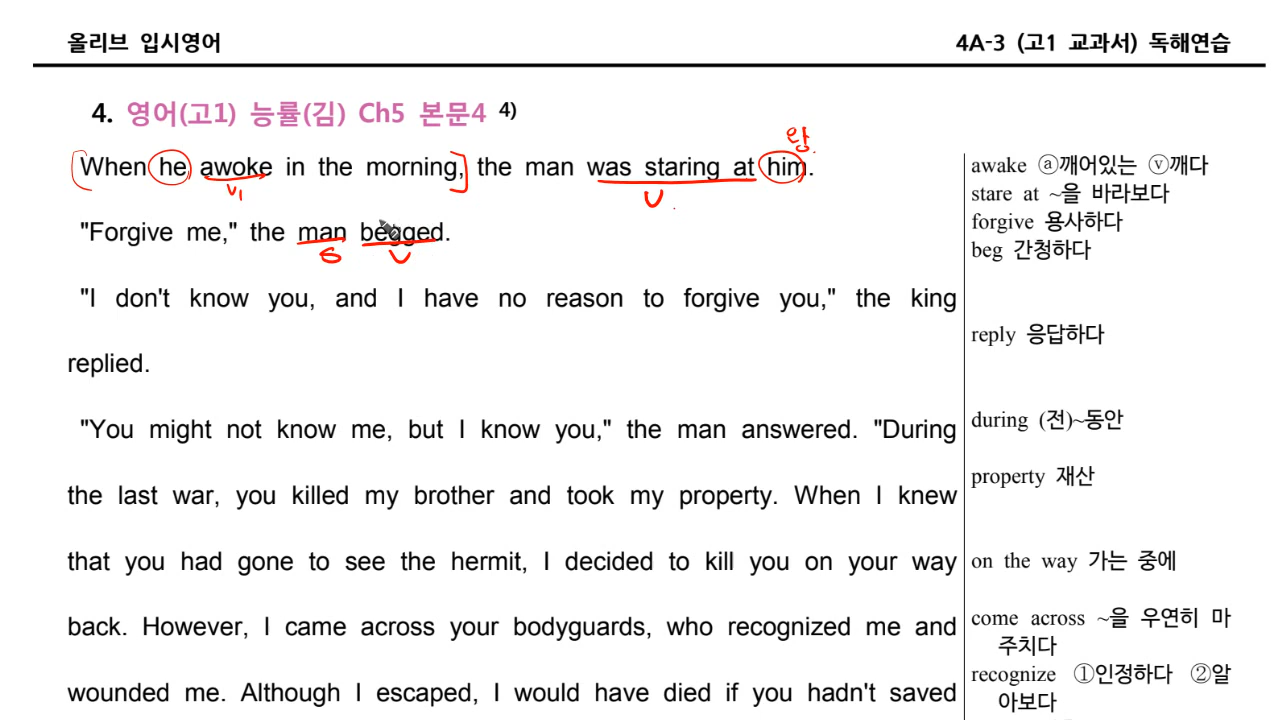 올리브 입시영어
4A-3 (고1 교과서) 독해연습
4. 영어(고1) 능률(김) Ch5 본문4 4)
왕
When he awoke in the morning, the man was staring at him.
V1
V
"Forgive me," the man begged.
S
V
"I don't know you, and I have no reason to forgive you," the king
replied.
"You might not know me, but I know you," the man answered. "During
the last war, you killed my brother and took my property. When I knew
that you had gone to see the hermit, I decided to kill you on your way
back. However, I came across your bodyguards, who recognized me and
wounded me. Although I escaped, I would have died if you hadn't saved
awake ⓐ깨어있는 ⓥ깨다
stare at ~을 바라보다
forgive 용사하다
beg 간청하다
reply 응답하다
during (전)~동안
property 재산
on the way 가는 중에
come across ~을 우연히 마
주치다
recognize ①인정하다 ②알
아보다